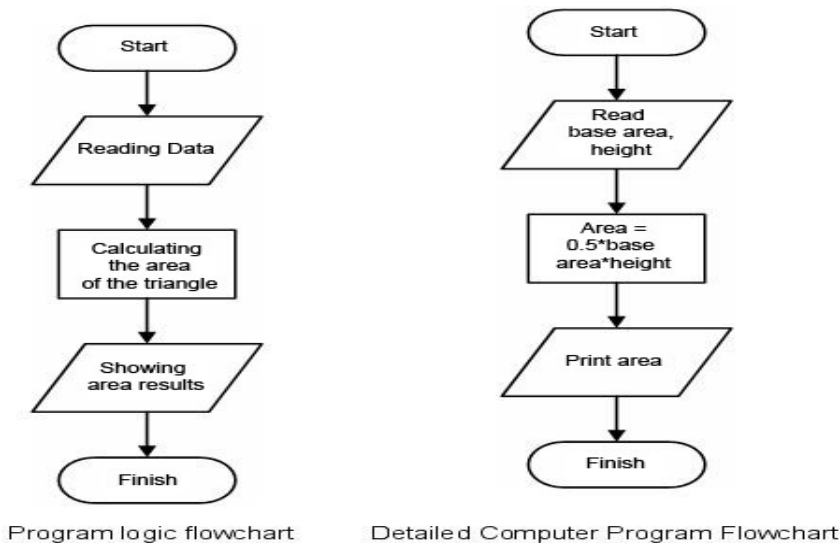 Start
Reading Data
Calculating
the area
of the triangle
Showing
area results
Finish
Program logic flowchart
Start
Read
base area,
height
Area =
0.5*base
area*height
Print area
Finish
Detailed Computer Program Flowchart